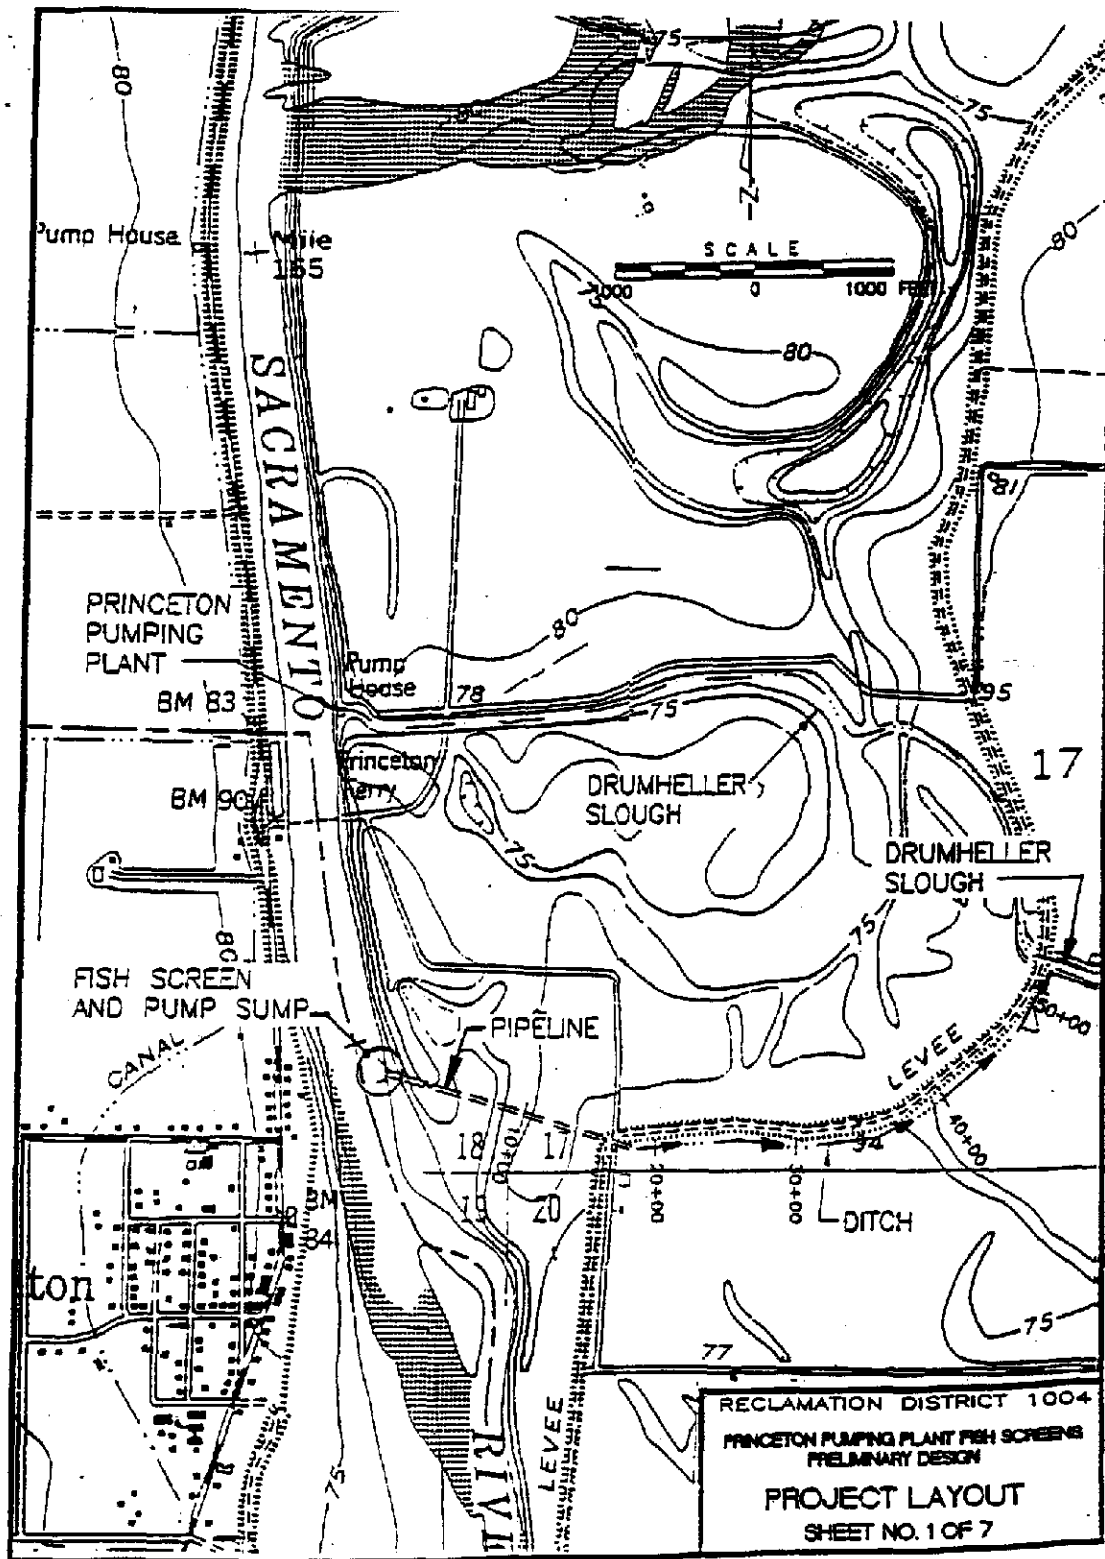 75
80
75
Z
80
Pump House
Mile
165
SCALE
1000 0 1000 FEET
80
SACRAMENTO
81
PRINCETON
PUMPING
PLANT
80
Pump
House
BM 83
78
75
95
17
Princeton
Ferry
BM 90
DRUMHELLER
SLOUGH
75
DRUMHELLER
SLOUGH
75
80
FISH SCREEN
AND PUMP SUMP
PIPELINE
50+00
CANAL
LEVEE
40+00
18 17
10+00
94
19 20
20+00
30+00
DITCH
BM
84
ton
75
77
75
LEVEE
RIVE
RECLAMATION DISTRICT 1004
PRINCETON PUMPING PLANT FISH SCREENS
PRELIMINARY DESIGN
PROJECT LAYOUT
SHEET NO. 1 OF 7